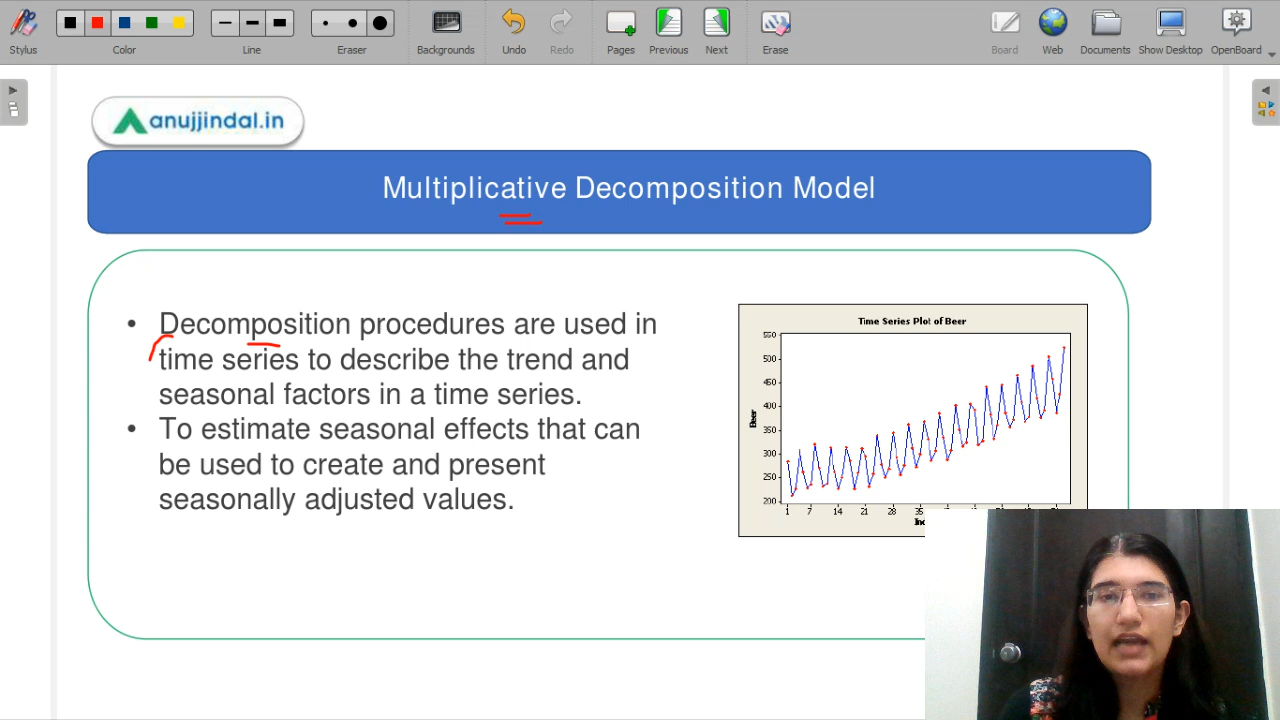 Stylus
Color
Line
Eraser
Backgrounds
Undo
Redo
Pages
Previous
Next
Erase
Board
Web
Documents
Show Desktop
OpenBoard
anujjindal.in
Multiplicative Decomposition Model
• Decomposition procedures are used in
time series to describe the trend and
seasonal factors in a time series.
• To estimate seasonal effects that can
be used to create and present
seasonally adjusted values.
Time Series Plot of Beer
550
500
450
400
350
300
250
200
Beer
1 7 14 21 28